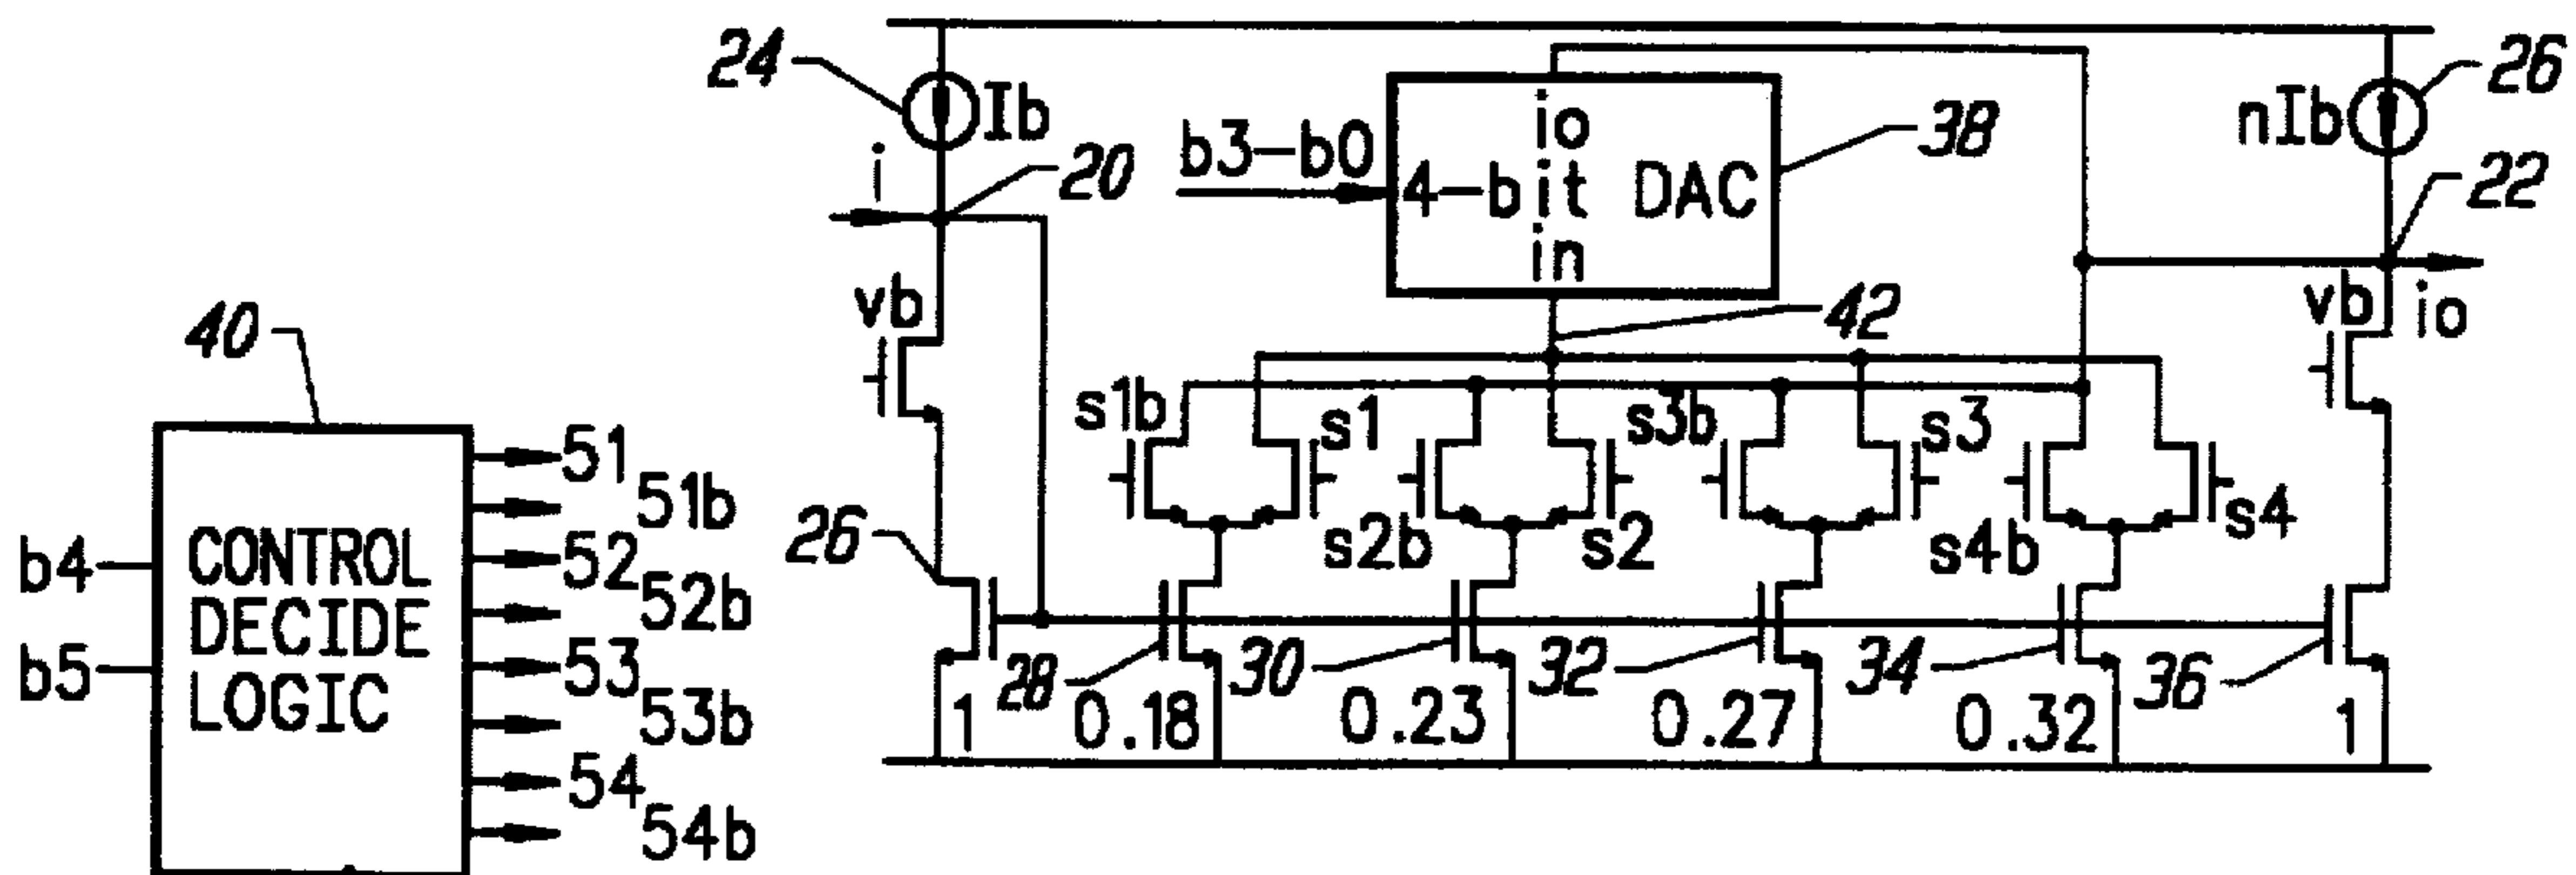 24
Ib
i
20
vb
26
b3-b0
io
4-bit DAC
in
38
42
nIb
26
22
vb
io
40
CONTROL
DECIDE
LOGIC
b4
b5
51
51b
52
52b
53
53b
54
54b
s1b
s1
s2b
s2
s3b
s3
s4b
s4
28
30
32
34
36
1
0.18
0.23
0.27
0.32
1